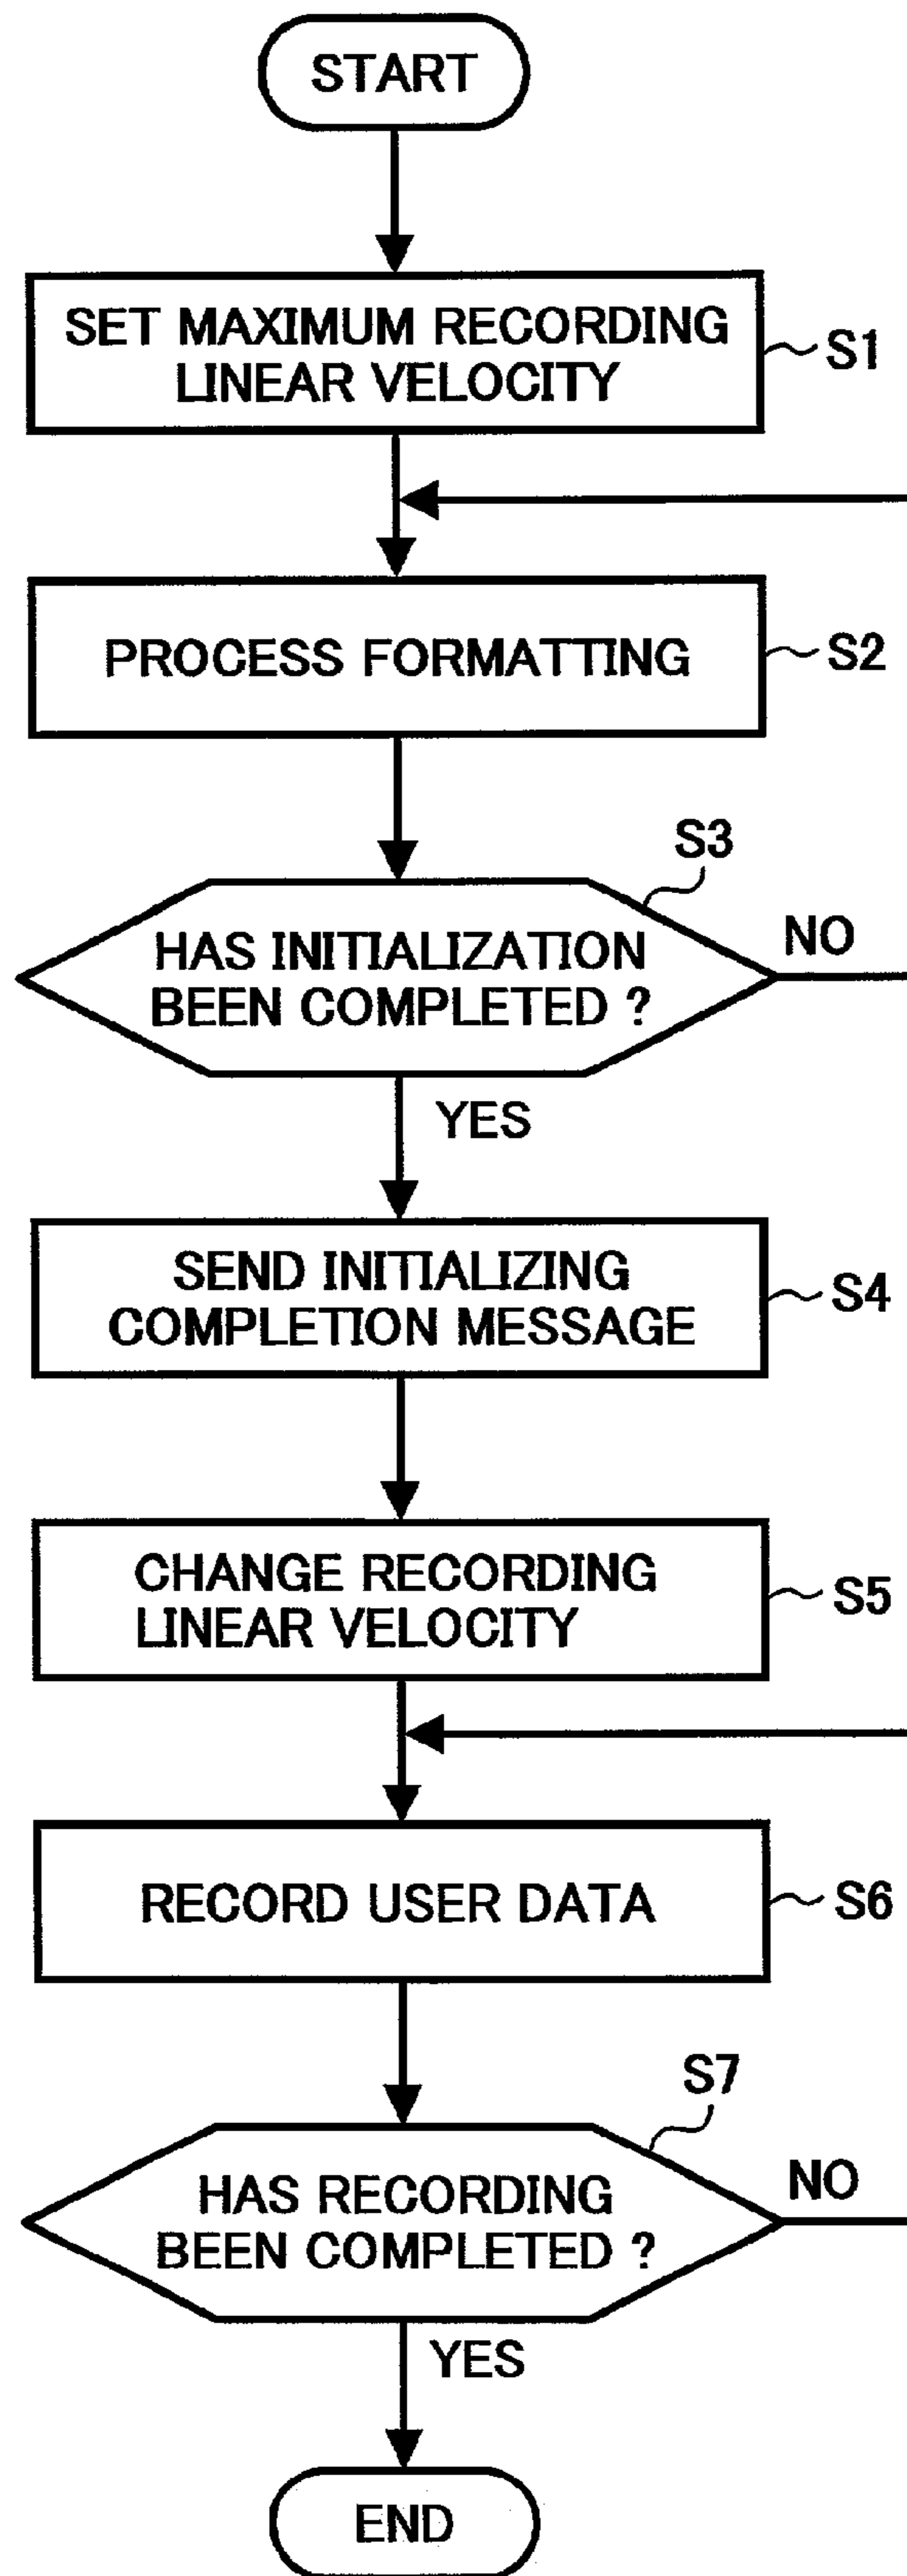 START
SET MAXIMUM RECORDING
LINEAR VELOCITY
S1
PROCESS FORMATTING
S2
S3
HAS INITIALIZATION
BEEN COMPLETED ?
NO
YES
SEND INITIALIZING
COMPLETION MESSAGE
S4
CHANGE RECORDING
LINEAR VELOCITY
S5
RECORD USER DATA
S6
S7
HAS RECORDING
BEEN COMPLETED ?
NO
YES
END